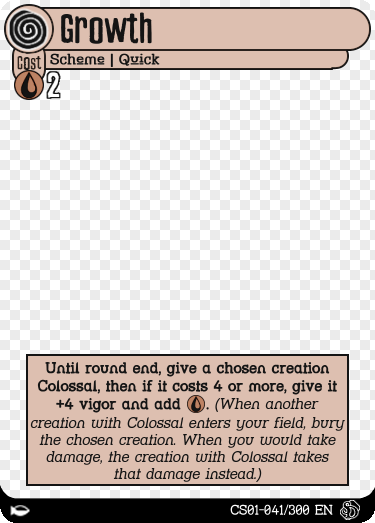 Growth
Cost
Scheme | Quick
2
Until round end, give a chosen creation
Colossal, then if it costs 4 or more, give it
+4 vigor and add . (When another
creation with Colossal enters your field, bury
the chosen creation. When you would take
damage, the creation with Colossal takes
that damage instead.)
CS01-041/300 EN